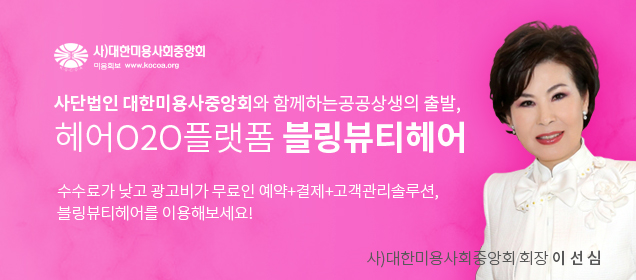 사)대한미용사회중앙회
미용회보 www.kocoa.org
사단법인 대한미용사중앙회와 함께하는공공상생의 출발,
헤어O2O플랫폼 블링뷰티헤어
수수료가 낮고 광고비가 무료인 예약+결제+고객관리솔루션,
블링뷰티헤어를 이용해보세요!
사)대한미용사회중앙회 회장 이 선 심